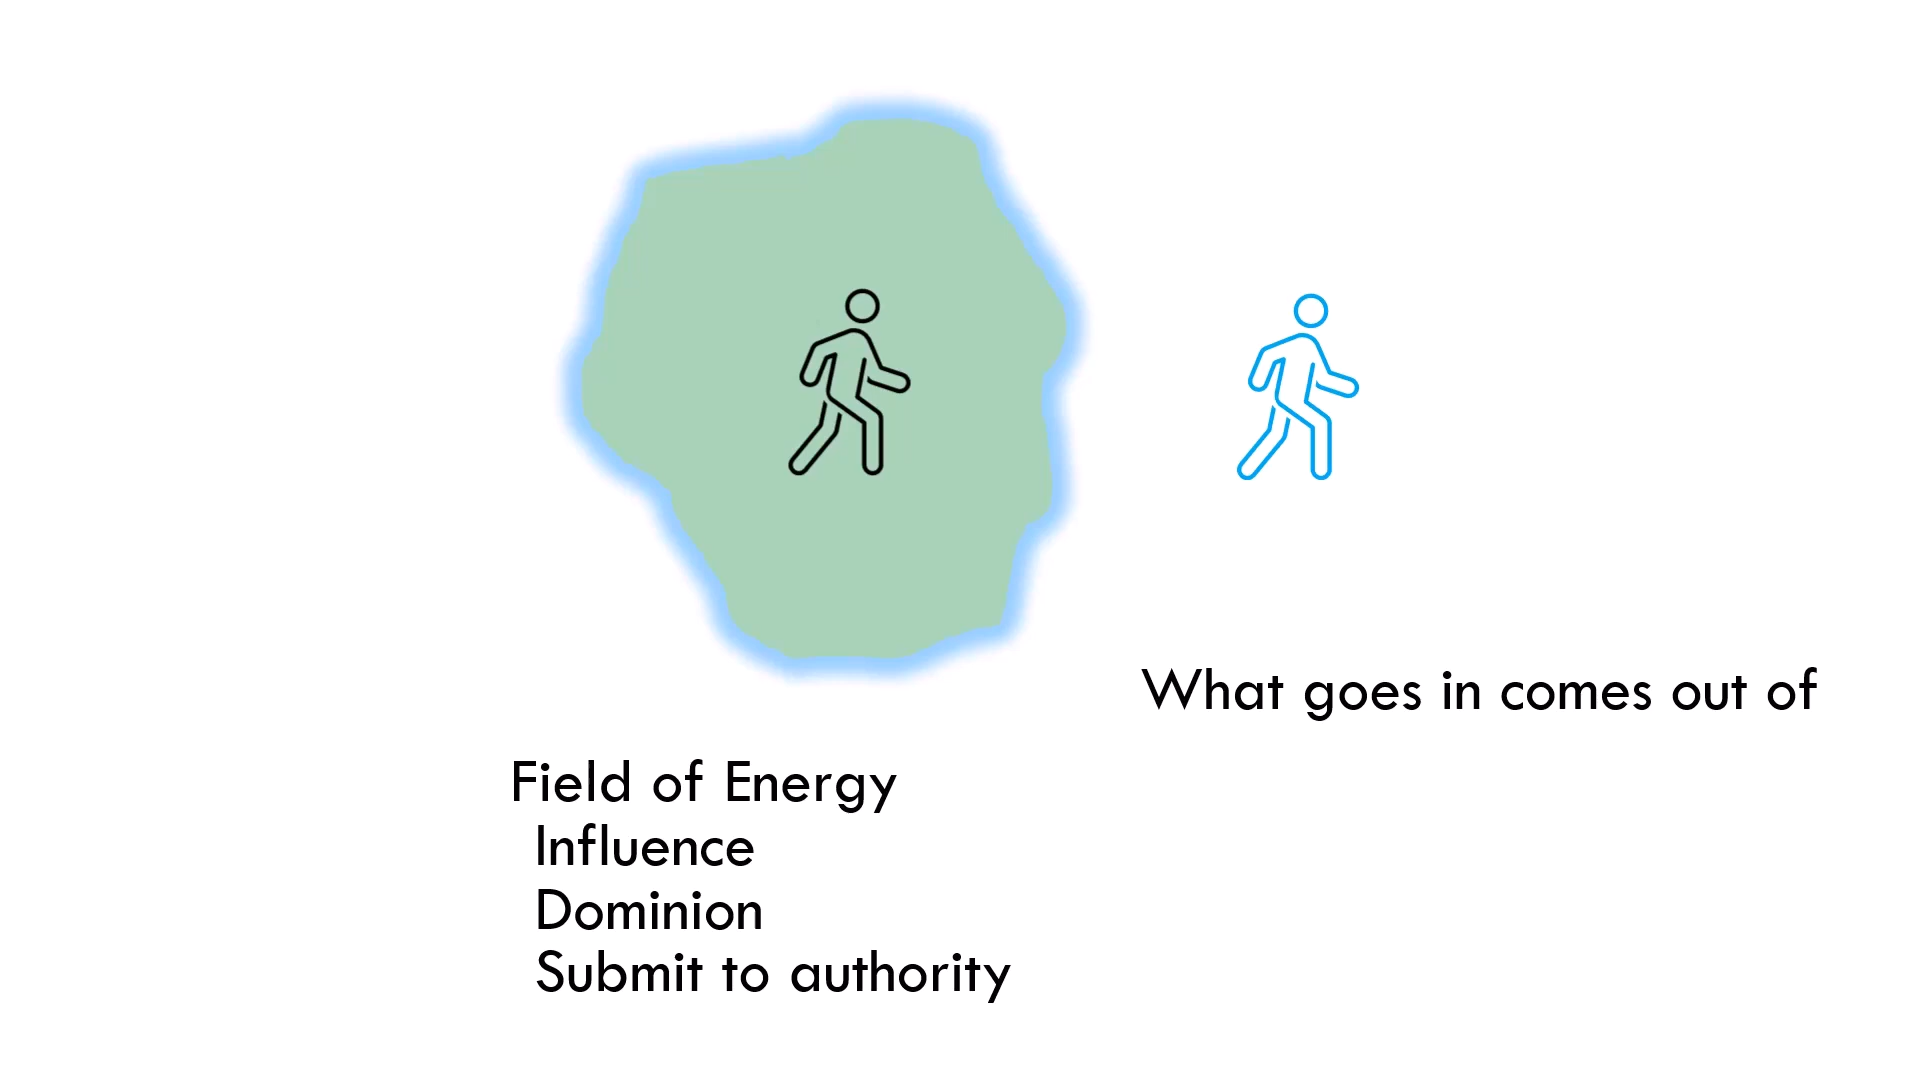 What goes in comes out of
Field of Energy
Influence
Dominion
Submit to authority